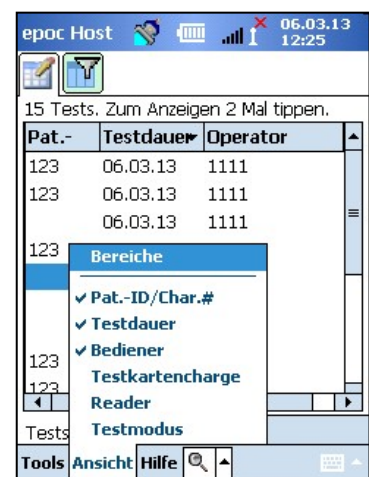 epoc Host 06.03.13
12:25
15 Tests. Zum Anzeigen 2 Mal tippen.
Pat.- Testdauer Operator
123 06.03.13 1111
123 06.03.13 1111
06.03.13 1111
123
Bereiche
Pat.-ID/Char.#
Testdauer
Bediener
123
Testkartencharge
123
Reader
Tests
Testmodus
Tools Ansicht Hilfe